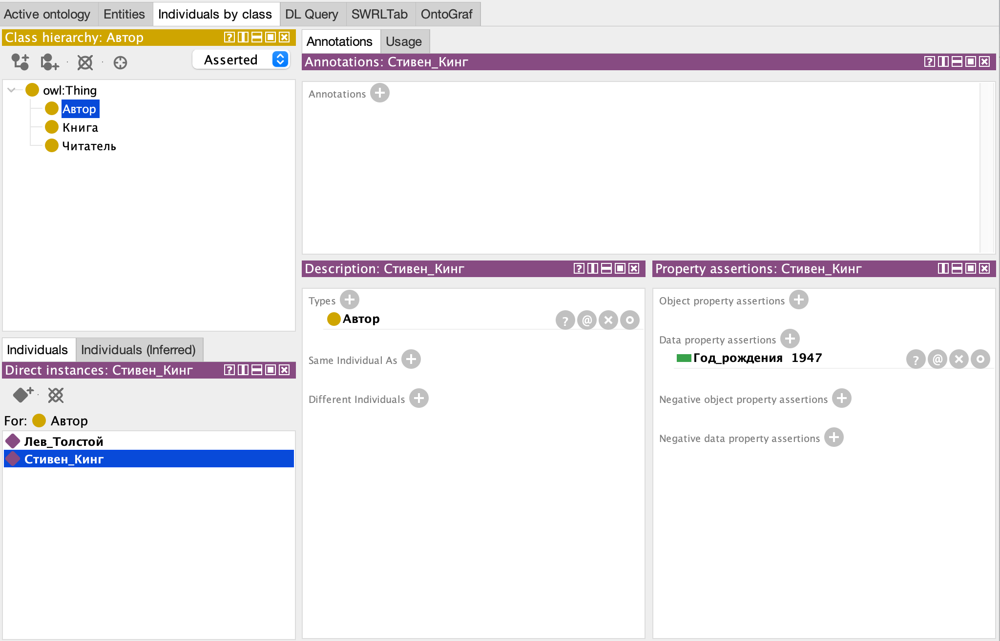 Active ontology Entities Individuals by class DL Query SWRLTab OntoGraf
Class hierarchy: Автор
Asserted
owl:Thing
Автор
Книга
Читатель
Individuals Individuals (Inferred)
Direct instances: Стивен_Кинг
For: Автор
Лев_Толстой
Стивен_Кинг
Annotations Usage
Annotations: Стивен_Кинг
Annotations
Description: Стивен_Кинг
Types
Автор
Same Individual As
Different Individuals
Property assertions: Стивен_Кинг
Object property assertions
Data property assertions
Год_рождения 1947
Negative object property assertions
Negative data property assertions